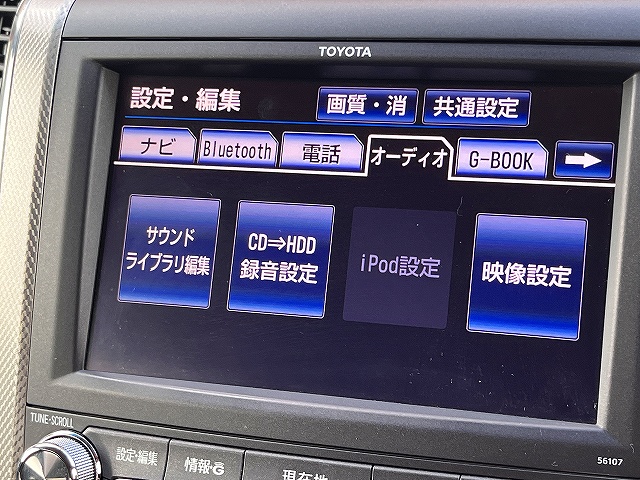 TOYOTA
設定・編集
画質・消
共通設定
ナビ
Bluetooth
電話
オーディオ
G-BOOK
サウンド
ライブラリ編集
CD⇒HDD
録音設定
iPod設定
映像設定
TUNE・SCROLL
設定・編集
情報・G
現在地
56107